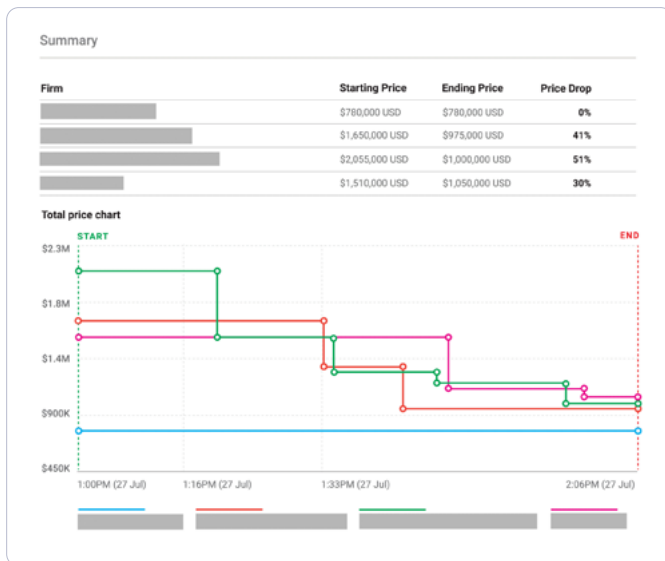 Summary
Firm Starting Price Ending Price Price Drop
$780,000 USD $780,000 USD 0%
$1,650,000 USD $975,000 USD 41%
$2,055,000 USD $1,000,000 USD 51%
$1,510,000 USD $1,050,000 USD 30%
Total price chart
START END
$2.3M
$1.8M
$1.4M
$900K
$450K
1:00PM (27 Jul) 1:16PM (27 Jul) 1:33PM (27 Jul) 2:06PM (27 Jul)